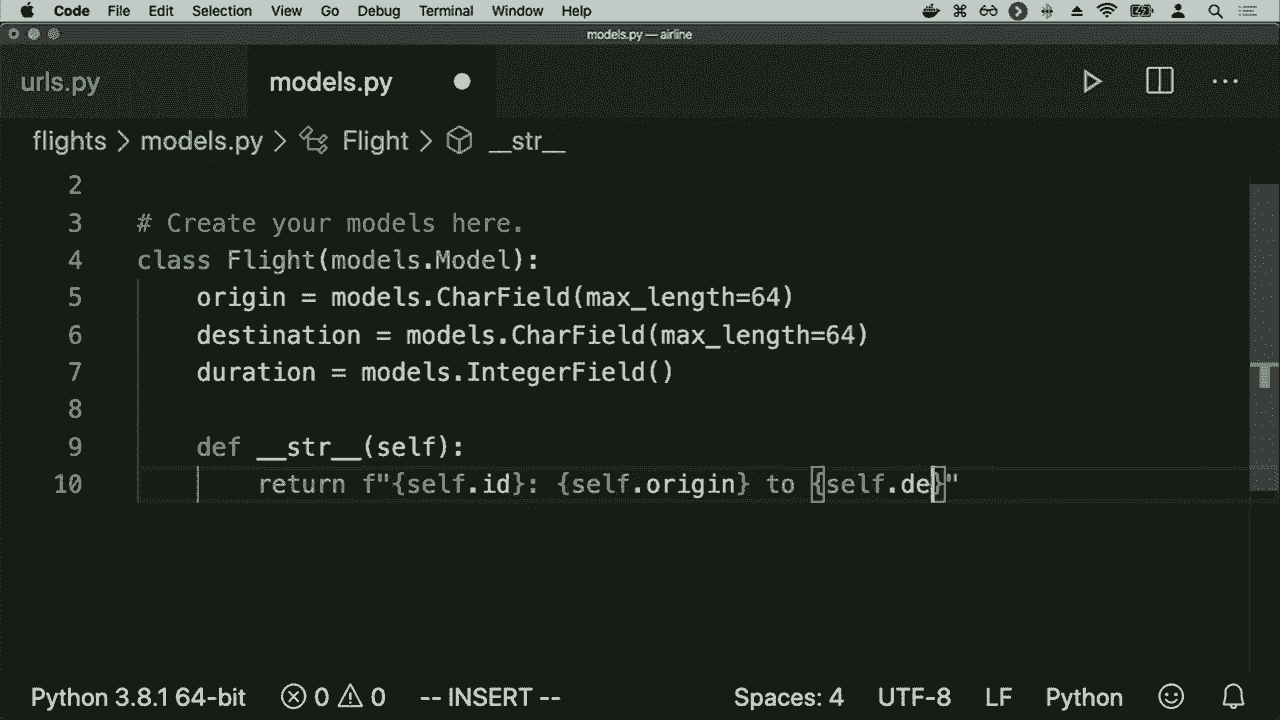 Code File Edit Selection View Go Debug Terminal Window Help
models.py — airline
urls.py models.py
flights > models.py > Flight > __str__
2
3 # Create your models here.
4 class Flight(models.Model):
5 origin = models.CharField(max_length=64)
6 destination = models.CharField(max_length=64)
7 duration = models.IntegerField()
8
9 def __str__(self):
10 return f"{self.id}: {self.origin} to {self.de}"
Python 3.8.1 64-bit 0 0 -- INSERT -- Spaces: 4 UTF-8 LF Python